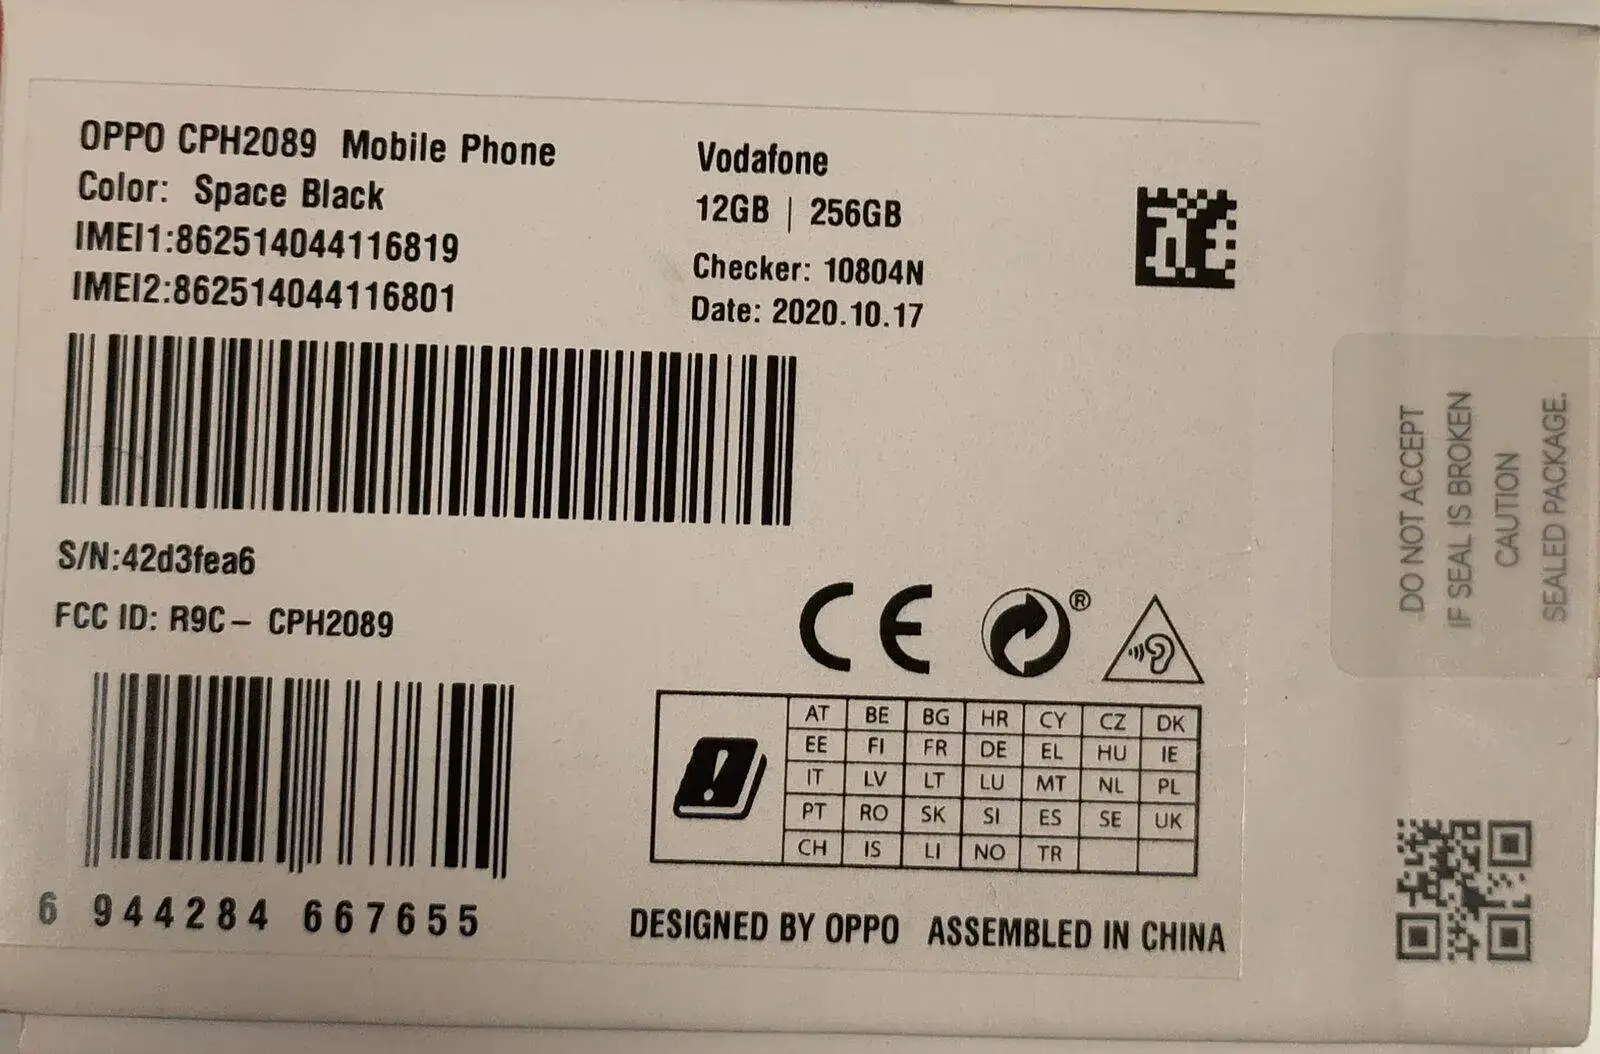 OPPO CPH2089 Mobile Phone
Color: Space Black
IMEI1:862514044116819
IMEI2:862514044116801
Vodafone
12GB | 256GB
Checker: 10804N
Date: 2020.10.17
S/N:42d3fea6
FCC ID: R9C- CPH2089
6 944284 667655
CE
®
AT BE BG HR CY CZ DK
EE FI FR DE EL HU IE
IT LV LT LU MT NL PL
PT RO SK SI ES SE UK
CH IS LI NO TR
DESIGNED BY OPPO ASSEMBLED IN CHINA
DO NOT ACCEPT
IF SEAL IS BROKEN
CAUTION
SEALED PACKAGE.